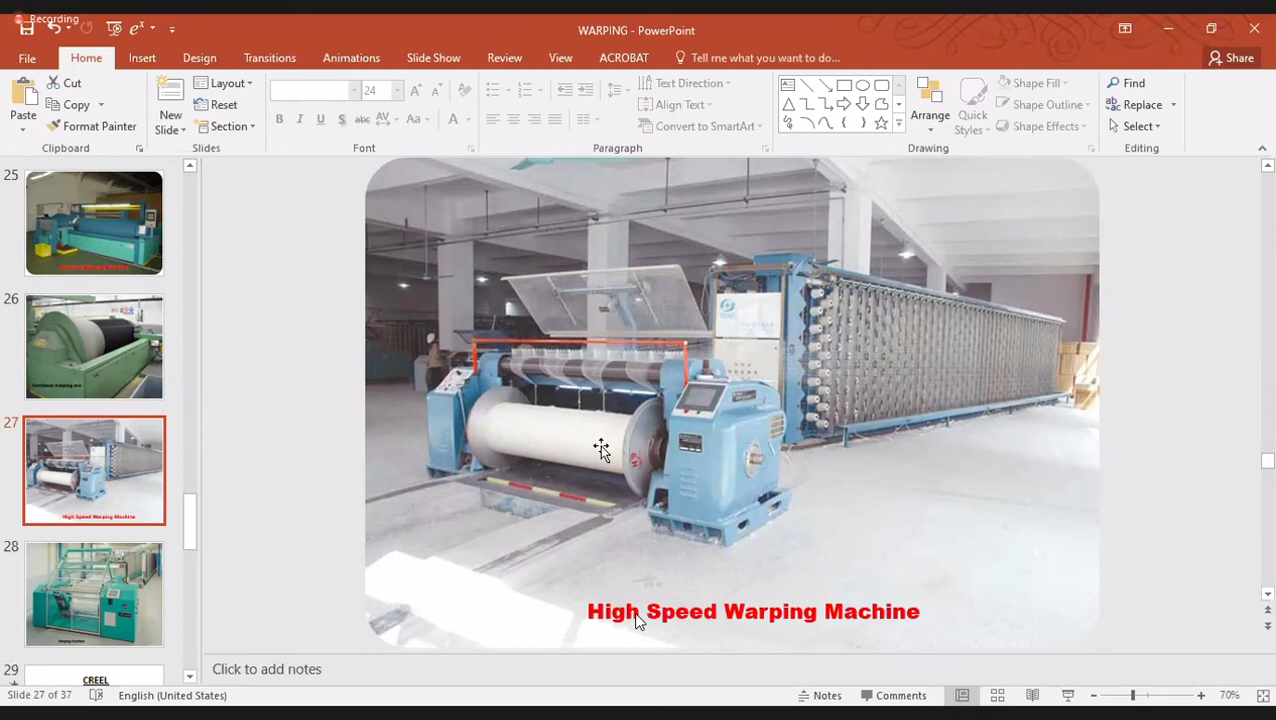 Recording
WARPING - PowerPoint
File Home Insert Design Transitions Animations Slide Show Review View ACROBAT Tell me what you want to do... Share
Paste
Cut
Copy
Format Painter
Clipboard
New
Slide
Layout
Reset
Section
Slides
24
Font
Text Direction
Align Text
Convert to SmartArt
Paragraph
Arrange
Quick
Styles
Shape Fill
Shape Outline
Shape Effects
Drawing
Find
Replace
Select
Editing
25
26
27
High Speed Warping Machine
28
29
CREEL
High Speed Warping Machine
Click to add notes
Slide 27 of 37 English (United States) Notes Comments 70%